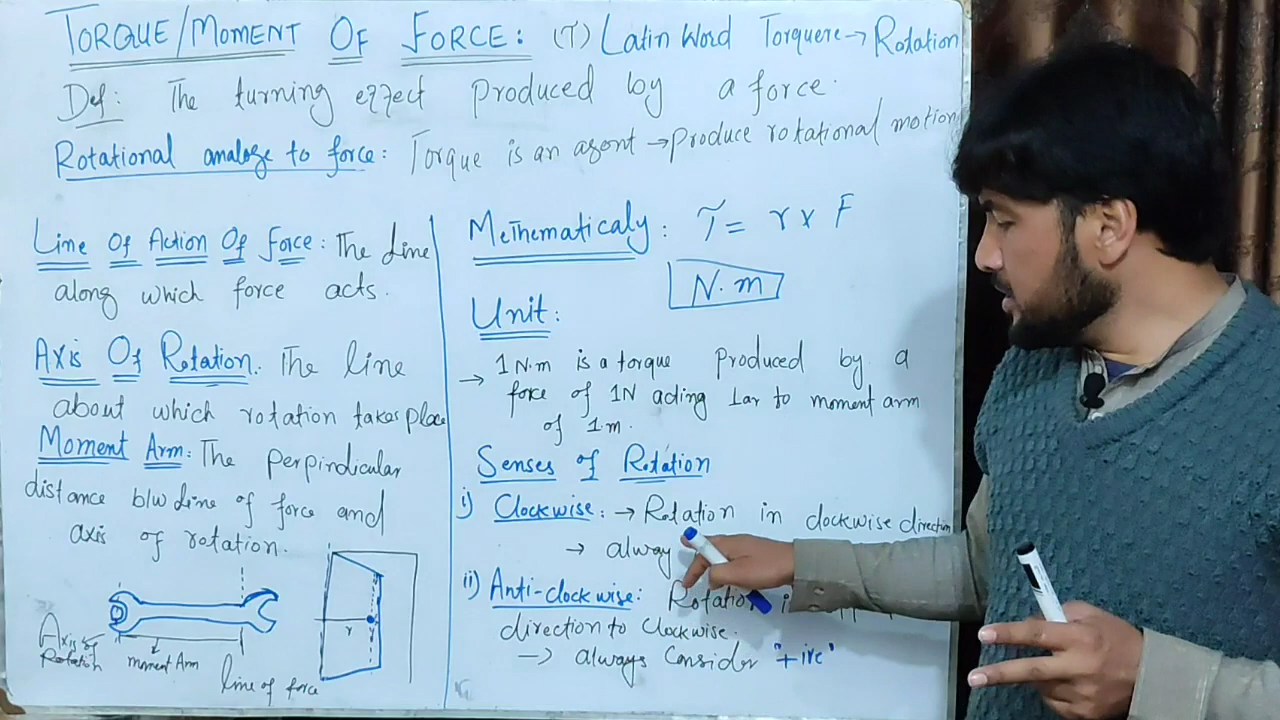 TORQUE/MOMENT OF FORCE: (τ) Latin Word Torquere → Rotation
Def: The turning effect produced by a force.
Rotational analoge to force: Torque is an agent → produce rotational motion
Line Of Action Of Force: The Line
along which force acts.
Axis Of Rotation. The line
about which rotation takes place
Moment Arm: The perpindicular
distance b/w Line of force and
axis of rotation.
Axis of
Rotation
moment Arm
line of force
r
Methematicaly: τ = r x F
N.m
Unit:
→ 1 N.m is a torque produced by a
force of 1N acting Lar to moment arm
of 1m.
Senses of Rotation
i) Clockwise: → Rotation in clockwise direction
→ alway
ii) Anti-clockwise: Rotation
direction to Clockwise.
→ always Consider "+ive"